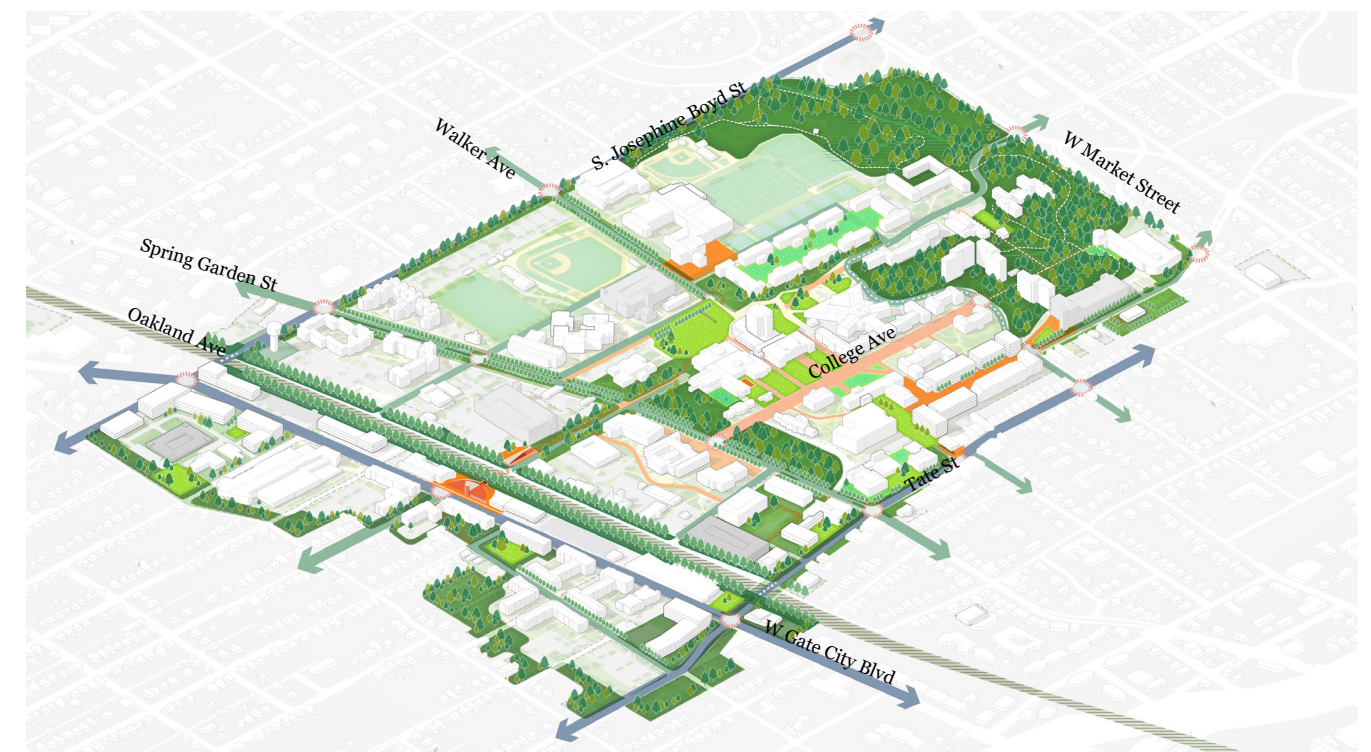 S. Josephine Boyd St
Walker Ave
W Market Street
Spring Garden St
Oakland Ave
College Ave
Tate St
W Gate City Blvd